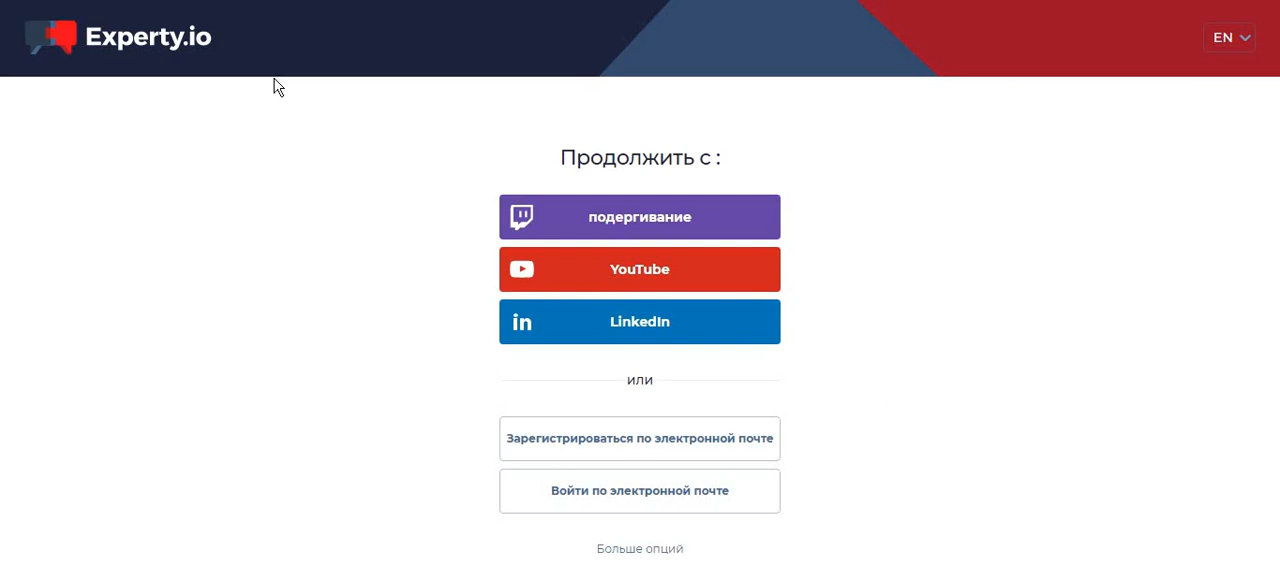 Experty.io
EN
Продолжить с :
подергивание
YouTube
LinkedIn
или
Зарегистрироваться по электронной почте
Войти по электронной почте
Больше опций